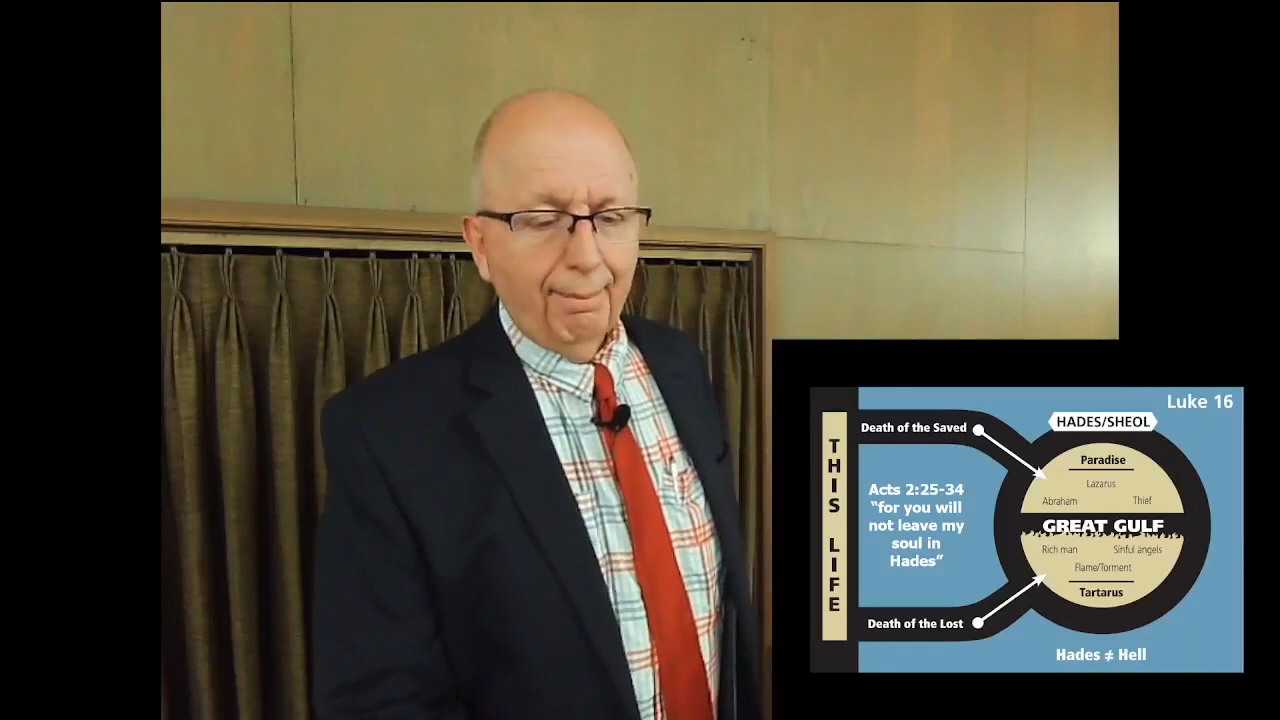 Luke 16
HADES/SHEOL
THIS LIFE
Death of the Saved
Paradise
Lazarus
Abraham Thief
Acts 2:25-34
“for you will
not leave my
soul in
Hades”
GREAT GULF
Rich man Sinful angels
Flame/Torment
Tartarus
Death of the Lost
Hades ≠ Hell